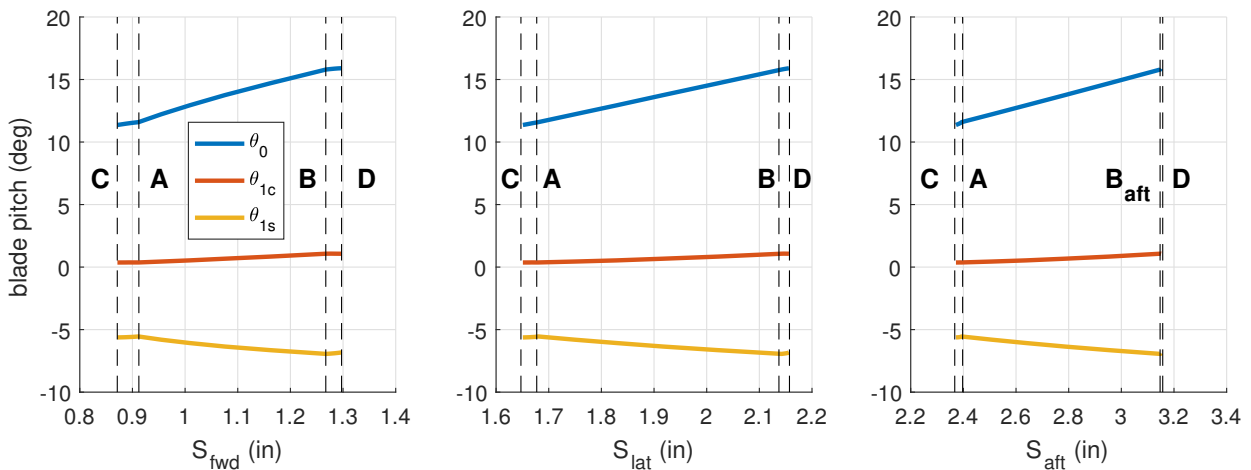 blade pitch (deg)
20
15
10
5
0
-5
-10
C A B D
θ0
θ1c
θ1s
0.8 0.9 1 1.1 1.2 1.3 1.4
Sfwd (in)
20
15
10
5
0
-5
-10
C A B D
1.6 1.7 1.8 1.9 2 2.1 2.2
Slat (in)
20
15
10
5
0
-5
-10
C A Baft D
2.2 2.4 2.6 2.8 3 3.2 3.4
Saft (in)